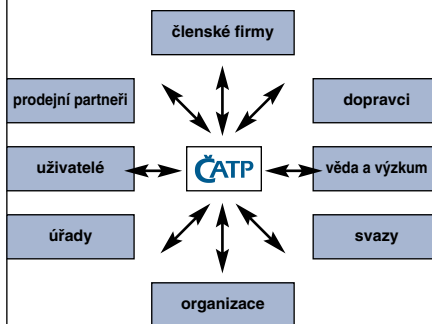 členské firmy
prodejní partneři
dopravci
uživatelé
ČATP
věda a výzkum
úřady
svazy
organizace